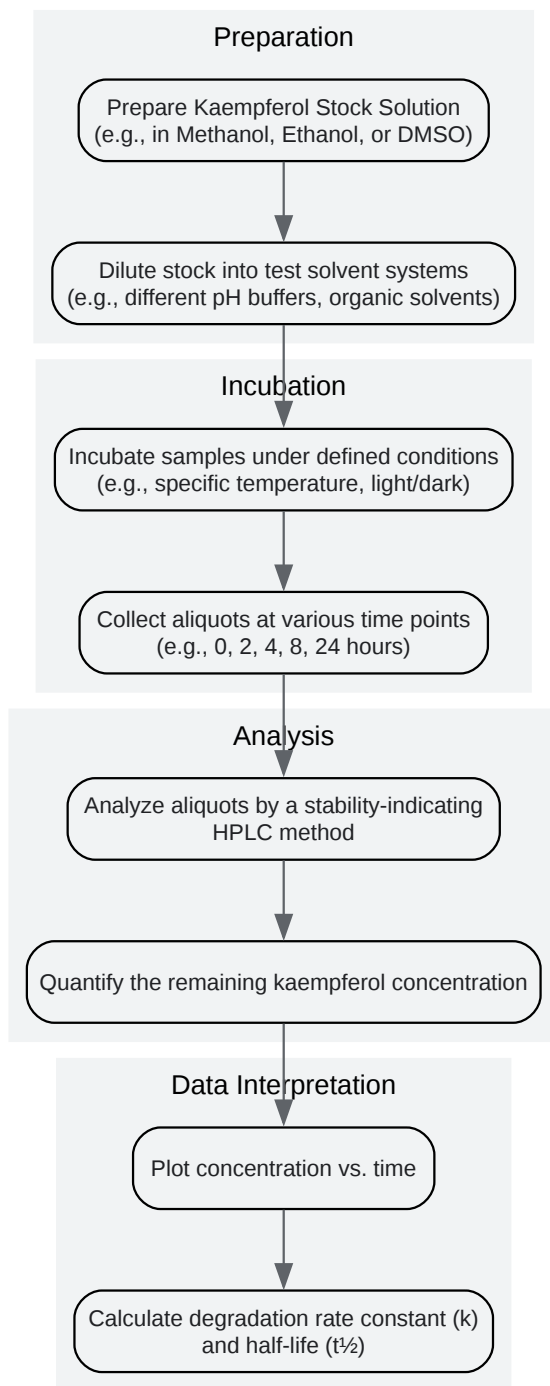 Preparation
Prepare Kaempferol Stock Solution
(e.g., in Methanol, Ethanol, or DMSO)
Dilute stock into test solvent systems
(e.g., different pH buffers, organic solvents)
Incubation
Incubate samples under defined conditions
(e.g., specific temperature, light/dark)
Collect aliquots at various time points
(e.g., 0, 2, 4, 8, 24 hours)
Analysis
Analyze aliquots by a stability-indicating
HPLC method
Quantify the remaining kaempferol concentration
Data Interpretation
Plot concentration vs. time
Calculate degradation rate constant (k)
and half-life (t½)